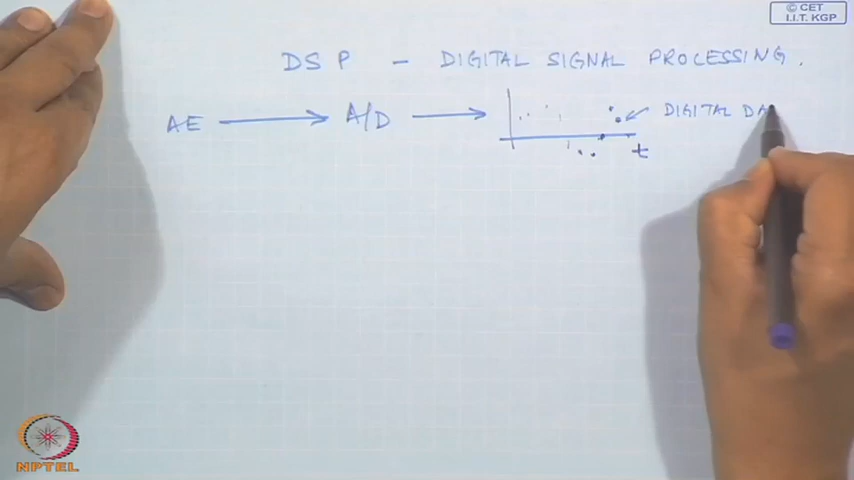 © CET
I.I.T. KGP
DSP - DIGITAL SIGNAL PROCESSING.
AE → A/D → DIGITAL DA
t
NPTEL